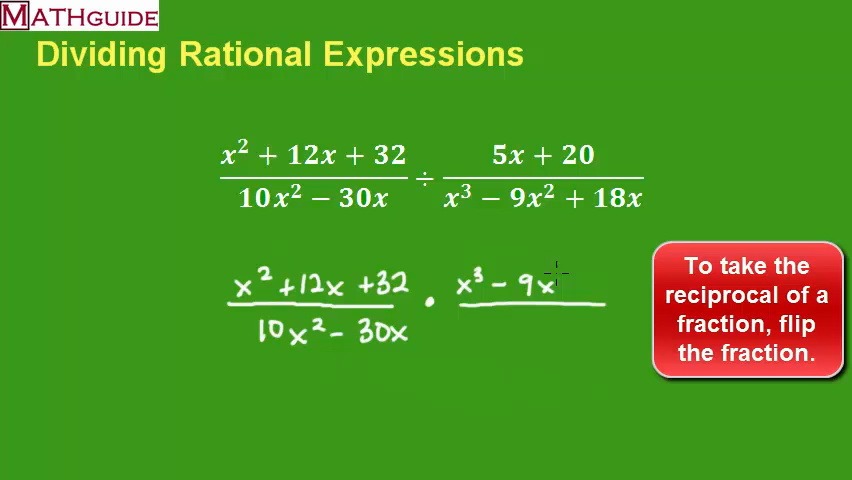 MATHGUIDE
Dividing Rational Expressions
x² + 12x + 32 5x + 20
÷
10x² − 30x x³ − 9x² + 18x
x² + 12x + 32 x³ − 9x
•
10x² − 30x
To take the
reciprocal of a
fraction, flip
the fraction.